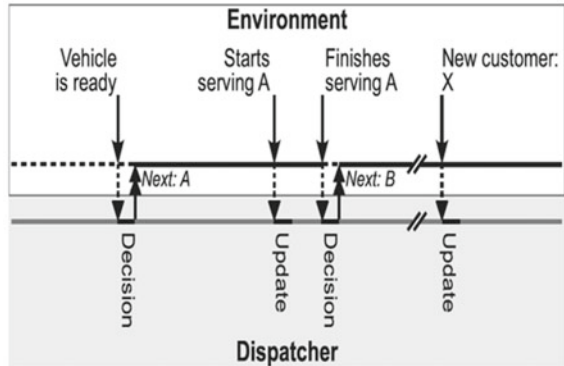 Environment
Vehicle
is ready
Starts
serving A
Finishes
serving A
New customer:
X
Next: A
Next: B
Decision
Update
Decision
Update
Dispatcher